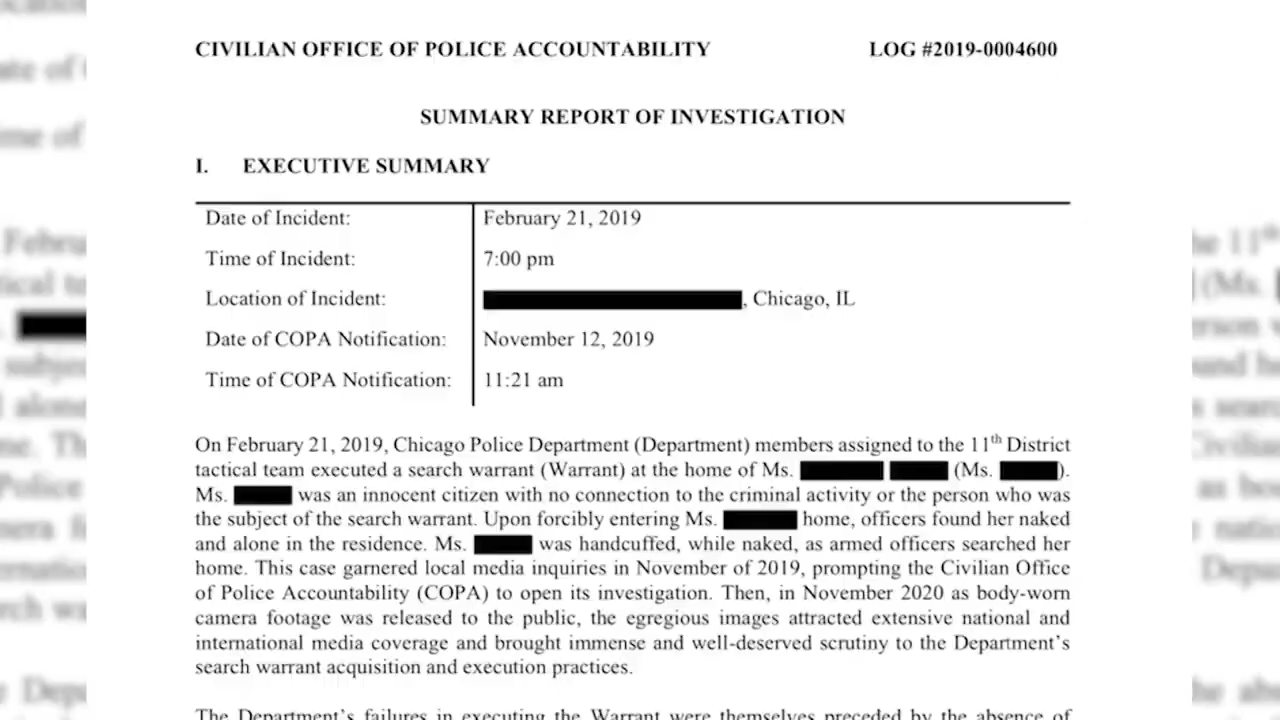 CIVILIAN OFFICE OF POLICE ACCOUNTABILITY LOG #2019-0004600
SUMMARY REPORT OF INVESTIGATION
I. EXECUTIVE SUMMARY
Date of Incident: February 21, 2019
Time of Incident: 7:00 pm
Location of Incident: , Chicago, IL
Date of COPA Notification: November 12, 2019
Time of COPA Notification: 11:21 am
On February 21, 2019, Chicago Police Department (Department) members assigned to the 11th District
tactical team executed a search warrant (Warrant) at the home of Ms. (Ms. ).
Ms. was an innocent citizen with no connection to the criminal activity or the person who was
the subject of the search warrant. Upon forcibly entering Ms. home, officers found her naked
and alone in the residence. Ms. was handcuffed, while naked, as armed officers searched her
home. This case garnered local media inquiries in November of 2019, prompting the Civilian Office
of Police Accountability (COPA) to open its investigation. Then, in November 2020 as body-worn
camera footage was released to the public, the egregious images attracted extensive national and
international media coverage and brought immense and well-deserved scrutiny to the Department's
search warrant acquisition and execution practices.
The Department's failures in executing the Warrant were themselves preceded by the absence of